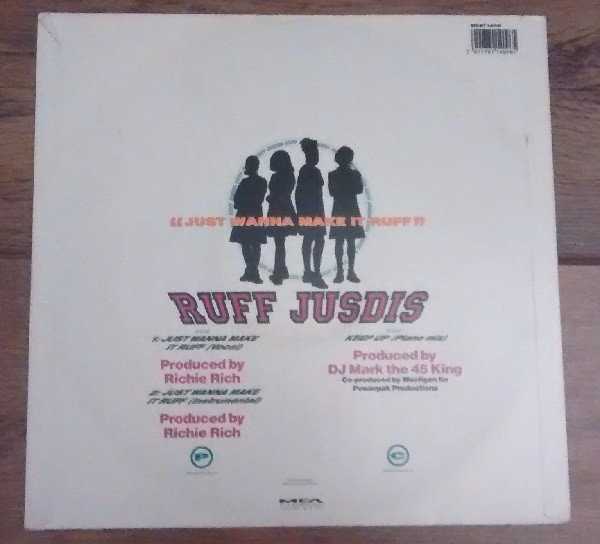 "JUST WANNA MAKE IT RUFF"
RUFF JUSDIS
1: JUST WANNA MAKE
IT RUFF (Vocal)
Produced by
Richie Rich
2: JUST WANNA MAKE
IT RUFF (Instrumental)
Produced by
Richie Rich
KEEP UP (Piano mix)
Produced by
DJ Mark the 45 King
Co-produced by Woofigan for
Powerpak Productions
P
C
MCA